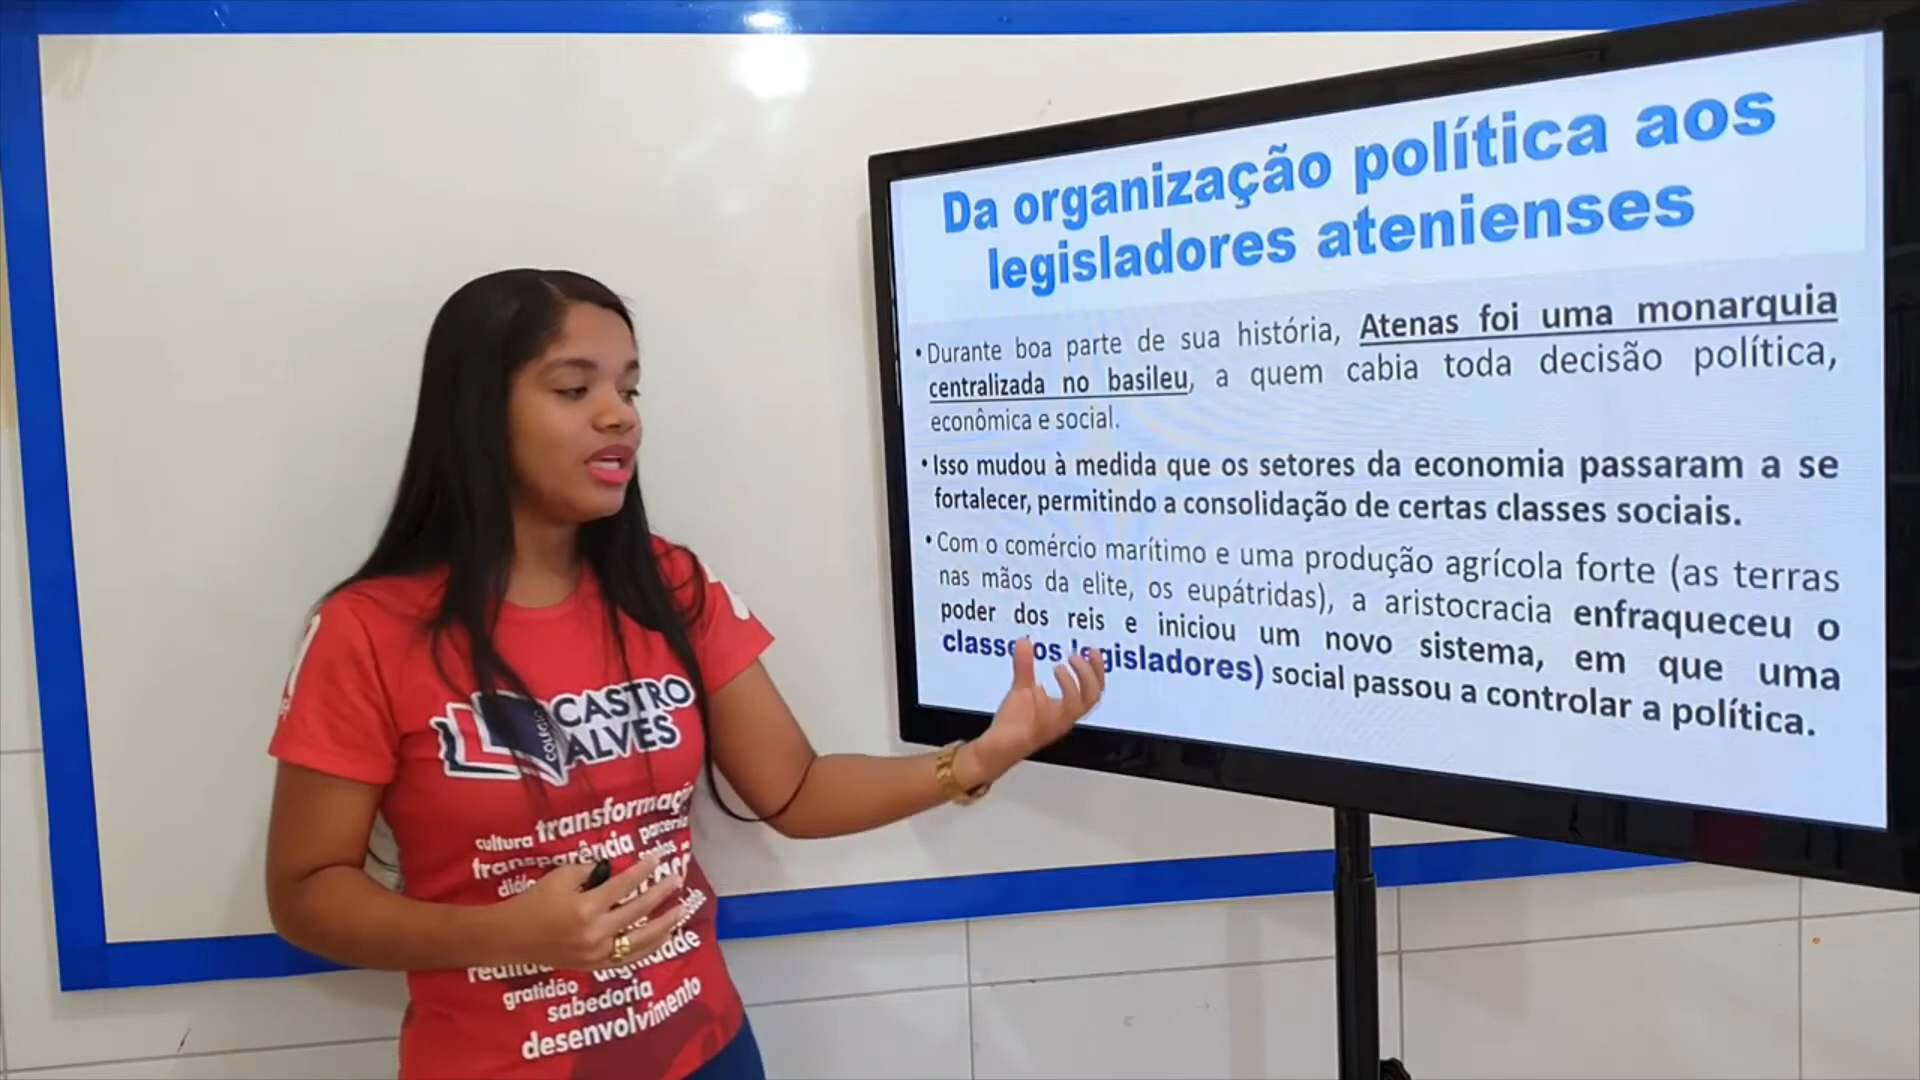 Da organização política aos
legisladores atenienses
•Durante boa parte de sua história, Atenas foi uma monarquia
centralizada no basileu, a quem cabia toda decisão política,
econômica e social.
•Isso mudou à medida que os setores da economia passaram a se
fortalecer, permitindo a consolidação de certas classes sociais.
•Com o comércio marítimo e uma produção agrícola forte (as terras
nas mãos da elite, os eupátridas), a aristocracia enfraqueceu o
poder dos reis e iniciou um novo sistema, em que uma
classe(os legisladores) social passou a controlar a política.
COLÉGIO
CASTRO
ALVES
cultura
transparência parceria
gratidão
sabedoria
desenvolvimento